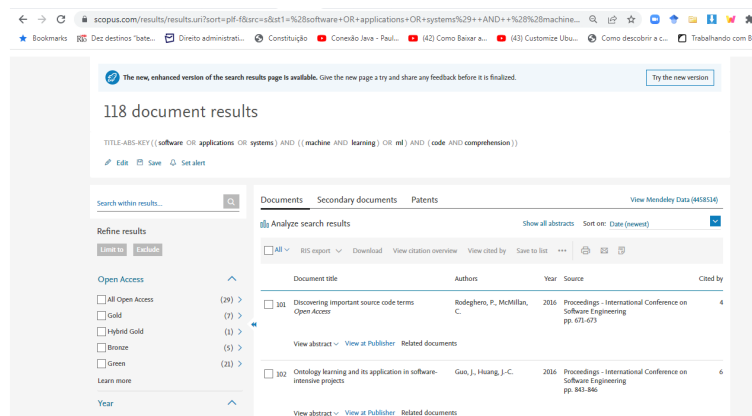 scopus.com/results/results.uri?sort=plf-f&src=s&st1=%28software+OR+applications+OR+systems%29++AND++%28%28machine...
Bookmarks Dez destinos "bate... Direito administrati... Constituição Conexão Java - Paul... (42) Como Baixar a... (43) Customize Ubu... Como descobrir a c... Trabalhando com B
The new, enhanced version of the search results page is available. Give the new page a try and share any feedback before it is finalized. Try the new version
118 document results
TITLE-ABS-KEY ( ( software OR applications OR systems ) AND ( ( machine AND learning ) OR ml ) AND ( code AND comprehension ) )
Edit Save Set alert
Search within results...
Documents Secondary documents Patents View Mendeley Data (4458514)
Refine results
Analyze search results Show all abstracts Sort on: Date (newest)
Limit to Exclude
All RIS export Download View citation overview View cited by Save to list ...
Open Access
Document title Authors Year Source Cited by
All Open Access (29)
Gold (7)
Hybrid Gold (1)
Bronze (5)
Green (21)
Learn more
Year
101 Discovering important source code terms Rodeghero, P., McMillan, 2016 Proceedings - International Conference on 4
Open Access C. Software Engineering
pp. 671-673
View abstract View at Publisher Related documents
102 Ontology learning and its application in software- Guo, J., Huang, J.-C. 2016 Proceedings - International Conference on 6
intensive projects Software Engineering
pp. 843-846
View abstract View at Publisher Related documents